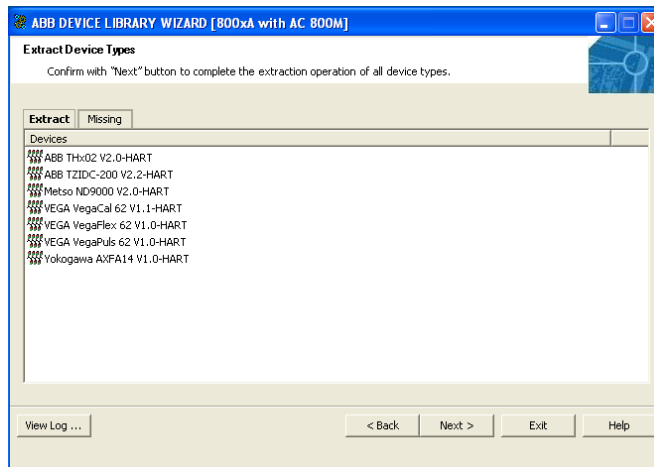 ABB DEVICE LIBRARY WIZARD [800xA with AC 800M]
Extract Device Types
Confirm with "Next" button to complete the extraction operation of all device types.
Extract Missing
Devices
ABB THx02 V2.0-HART
ABB TZIDC-200 V2.2-HART
Metso ND9000 V2.0-HART
VEGA VegaCal 62 V1.1-HART
VEGA VegaFlex 62 V1.0-HART
VEGA VegaPuls 62 V1.0-HART
Yokogawa AXFA14 V1.0-HART
View Log ... < Back Next > Exit Help